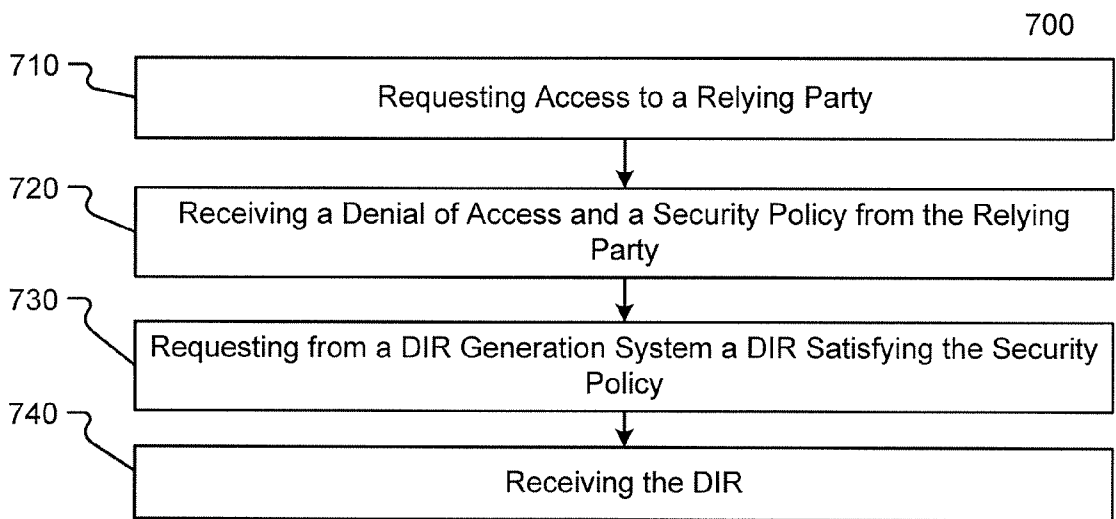 700
710
Requesting Access to a Relying Party
720
Receiving a Denial of Access and a Security Policy from the Relying
Party
730
Requesting from a DIR Generation System a DIR Satisfying the Security
Policy
740
Receiving the DIR